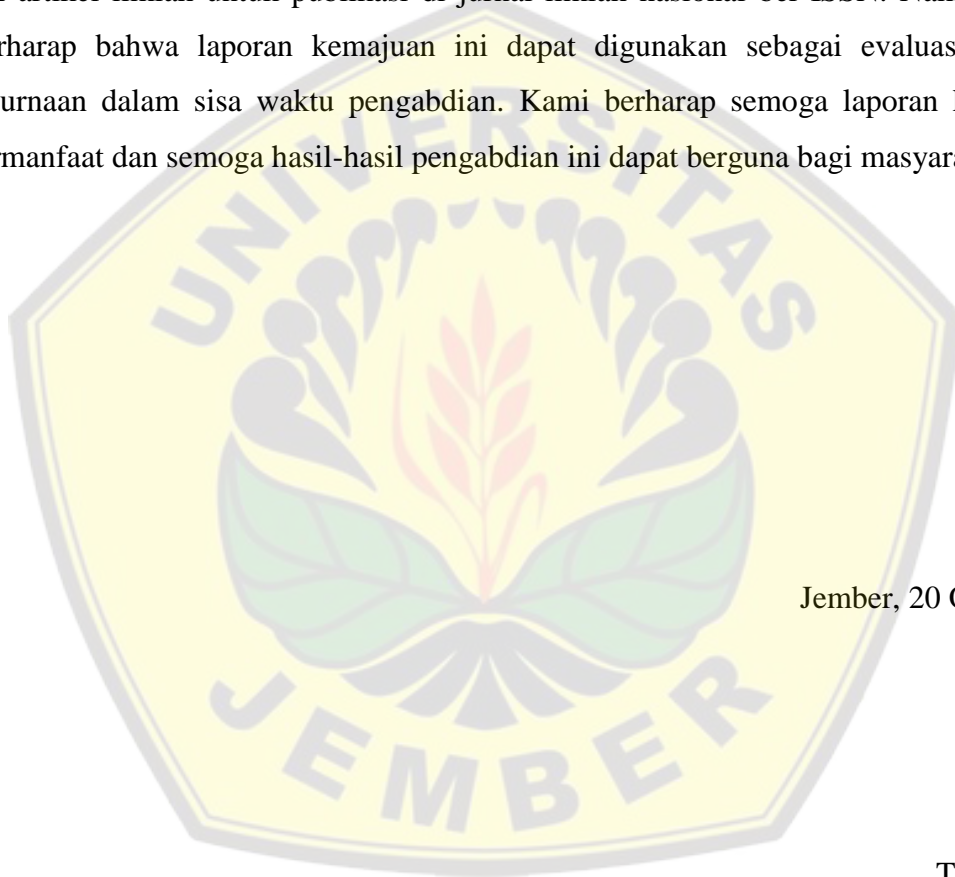 artikel ilmiah untuk publikasi di jurnal ilmiah nasional ber-ISSN.
rharap bahwa laporan kemajuan ini dapat digunakan sebagai evaluas
urnaan dalam sisa waktu pengabdian. Kami berharap semoga laporan
rmanfaat dan semoga hasil-hasil pengabdian ini dapat berguna bagi masyara
UNIVERSITAS
Jember, 20
JEMBER
T